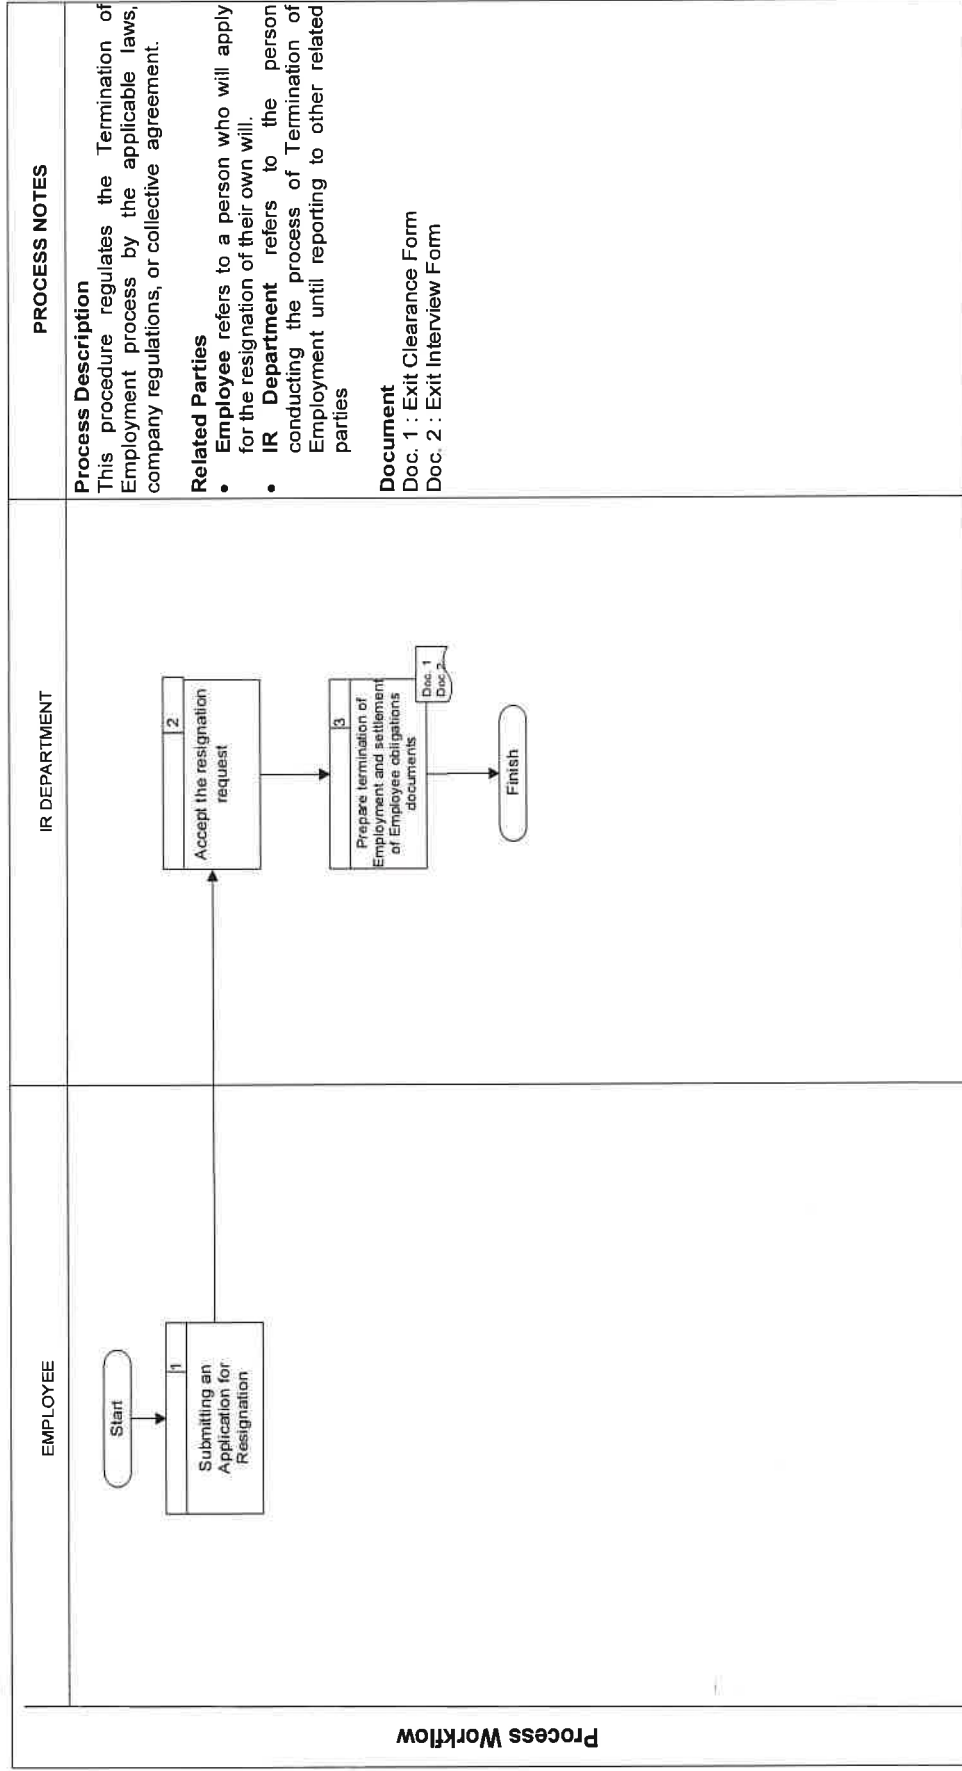 Process Workflow
EMPLOYEE
Start
1
Submitting an
Application for
Resignation
IR DEPARTMENT
2
Accept the resignation
request
3
Prepare termination of
Employment and settlement
of Employee obligations
documents
Doc. 1
Doc. 2
Finish
PROCESS NOTES
Process Description
This procedure regulates the Termination of
Employment process by the applicable laws,
company regulations, or collective agreement.
Related Parties
• Employee refers to a person who will apply
for the resignation of their own will.
• IR Department refers to the person
conducting the process of Termination of
Employment until reporting to other related
parties
Document
Doc. 1 : Exit Clearance Form
Doc. 2 : Exit Interview Form